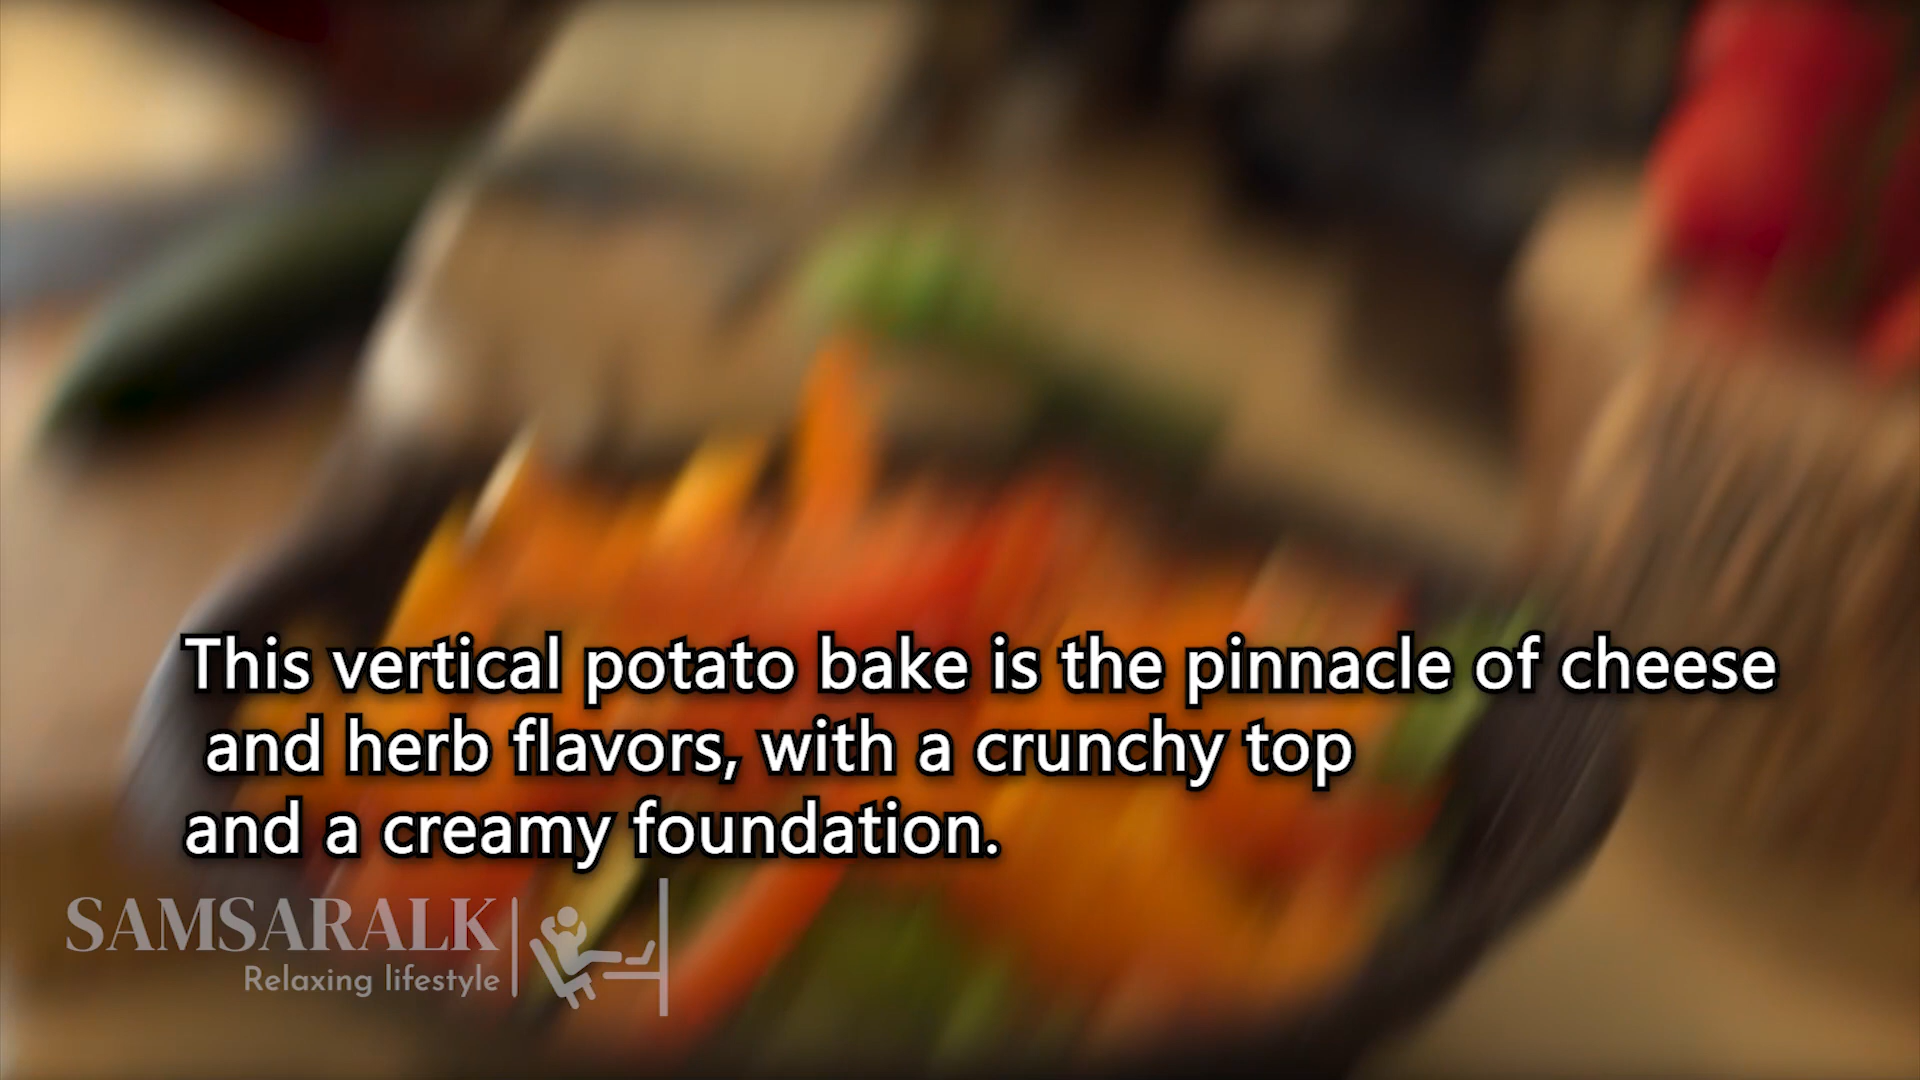 This vertical potato bake is the pinnacle of cheese
and herb flavors, with a crunchy top
and a creamy foundation.
SAMSARALK
Relaxing lifestyle